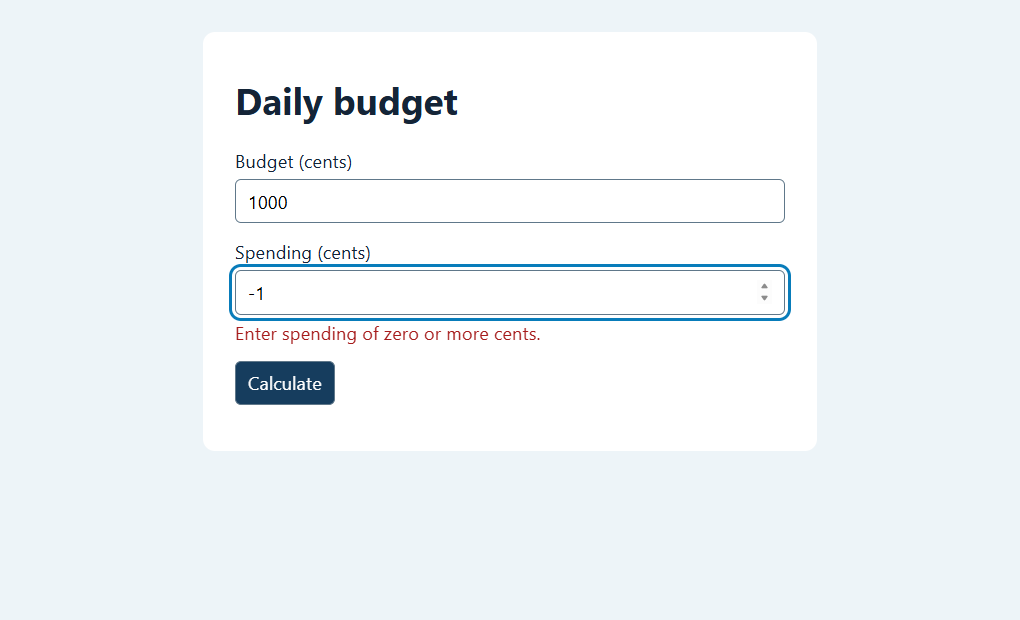 Daily budget
Budget (cents)
1000
Spending (cents)
-1
Enter spending of zero or more cents.
Calculate